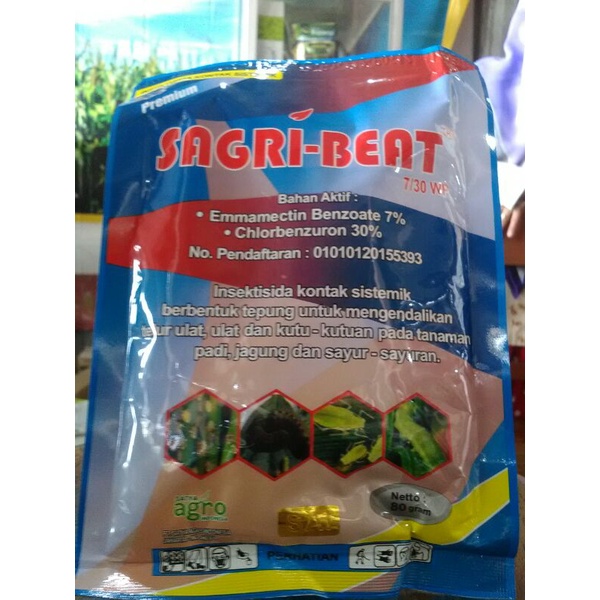 Premium
SAGRI-BEAT
7/30 WP
Bahan Aktif :
• Emmamectin Benzoate 7%
• Chlorbenzuron 30%
No. Pendaftaran : 01010120155393
Insektisida kontak sistemik
berbentuk tepung untuk mengendalikan
telur ulat, ulat dan kutu - kutuan pada tanaman
padi, jagung dan sayur - sayuran.
agro
Netto :
80 gram
PERHATIAN